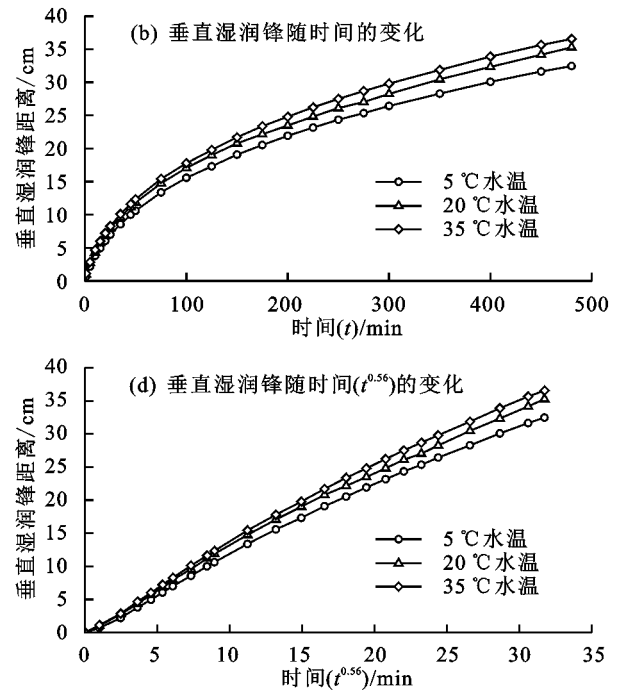 40
(b) 垂直湿润锋随时间的变化
35
30
25
20
15
10
5
0
垂直湿润锋距离/cm
5 ℃水温
20 ℃水温
35 ℃水温
0 100 200 300 400 500
时间(t)/min
40
(d) 垂直湿润锋随时间(t^0.56)的变化
35
30
25
20
15
10
5
0
垂直湿润锋距离/cm
5 ℃水温
20 ℃水温
35 ℃水温
0 5 10 15 20 25 30 35
时间(t^0.56)/min